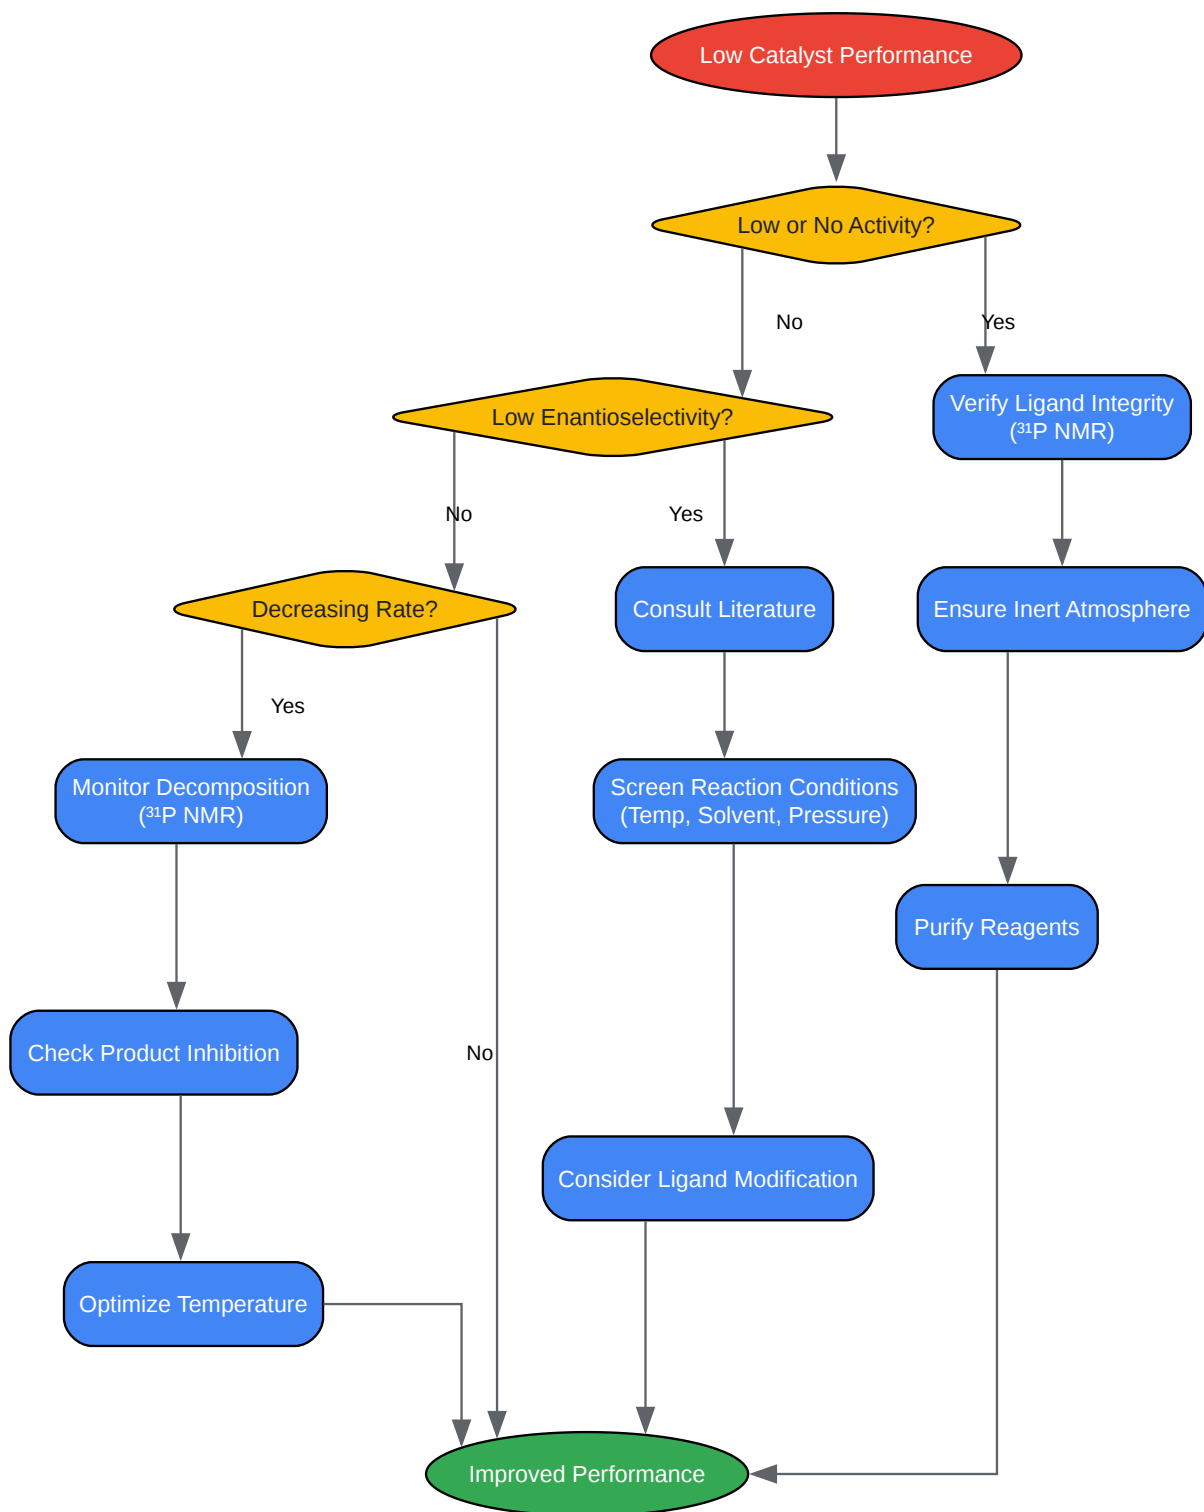 Low Catalyst Performance
Low or No Activity?
No
Yes
Low Enantioselectivity?
Verify Ligand Integrity
(³¹P NMR)
No
Yes
Decreasing Rate?
Consult Literature
Ensure Inert Atmosphere
Yes
Monitor Decomposition
(³¹P NMR)
Screen Reaction Conditions
(Temp, Solvent, Pressure)
Purify Reagents
Check Product Inhibition
No
Consider Ligand Modification
Optimize Temperature
Improved Performance